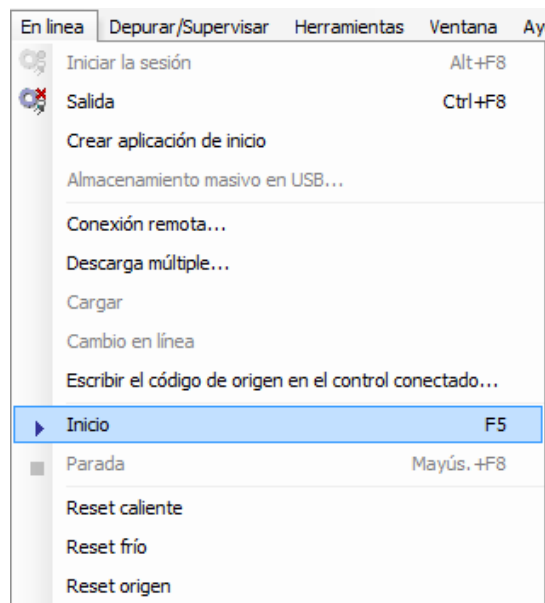 En línea Depurar/Supervisar Herramientas Ventana Ay
Iniciar la sesión Alt+F8
Salida Ctrl+F8
Crear aplicación de inicio
Almacenamiento masivo en USB...
Conexión remota...
Descarga múltiple...
Cargar
Cambio en línea
Escribir el código de origen en el control conectado...
Inicio F5
Parada Mayús.+F8
Reset caliente
Reset frío
Reset origen